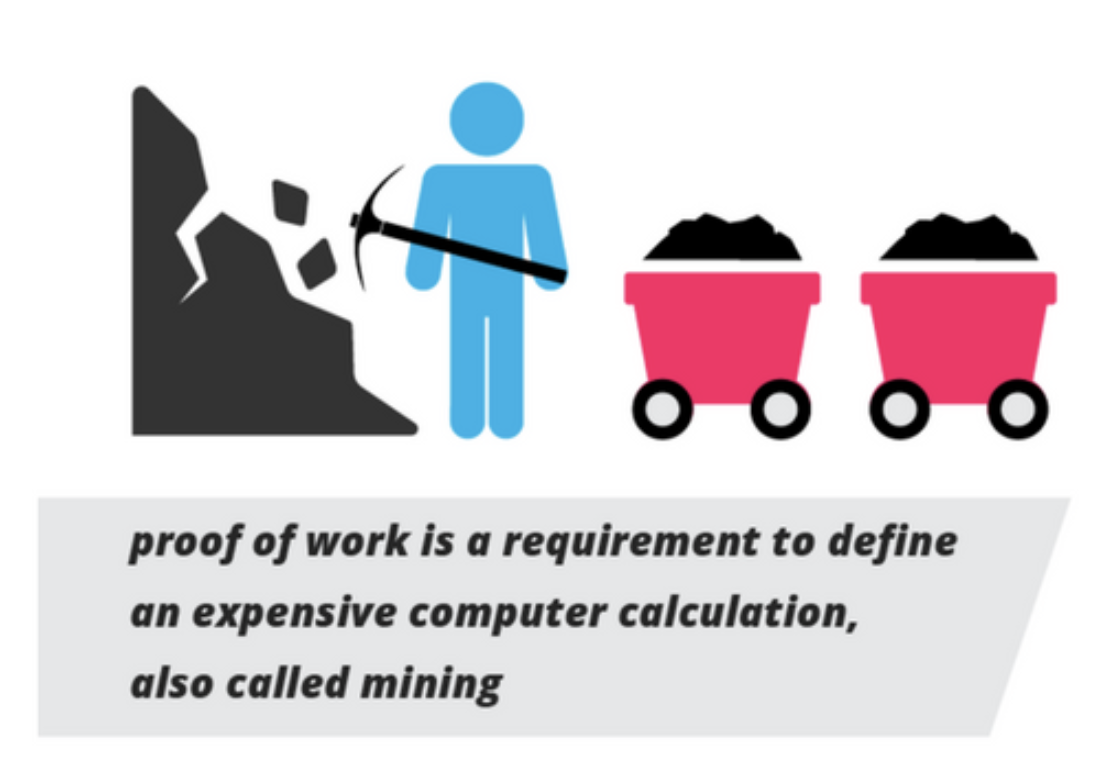 proof of work is a requirement to define
an expensive computer calculation,
also called mining